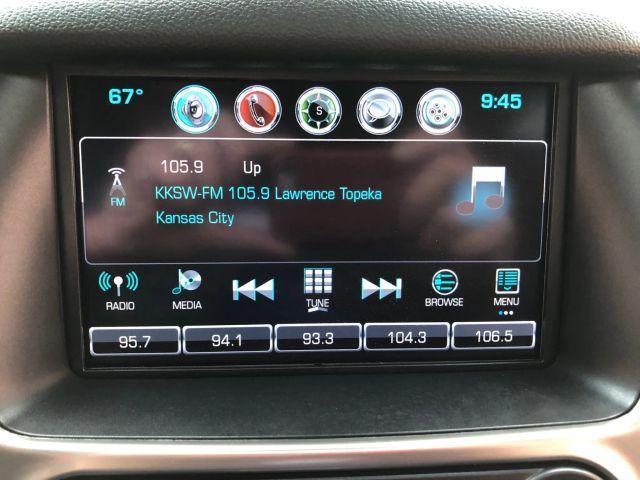 67° S 9:45
105.9 Up
FM KKSW-FM 105.9 Lawrence Topeka
Kansas City
RADIO MEDIA TUNE BROWSE MENU
95.7 94.1 93.3 104.3 106.5